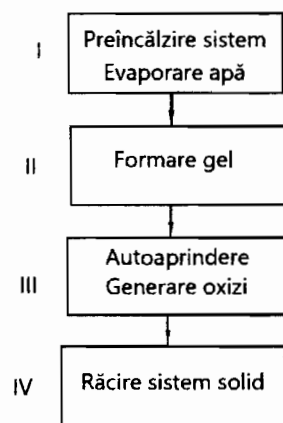 I
Preîncălzire sistem
Evaporare apă
II
Formare gel
III
Autoaprindere
Generare oxizi
IV
Răcire sistem solid